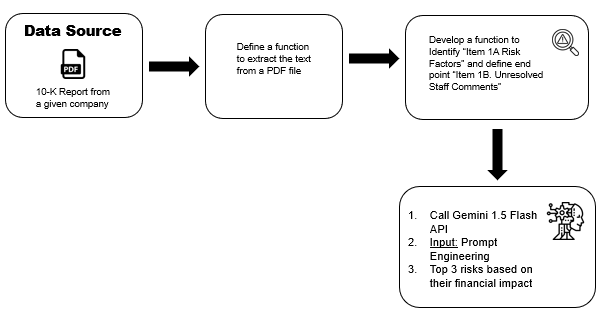 Data Source
PDF
10-K Report from
a given company
Define a function
to extract the text
from a PDF file
Develop a function to
Identify “Item 1A Risk
Factors” and define end
point “Item 1B. Unresolved
Staff Comments”
1. Call Gemini 1.5 Flash
API
2. Input: Prompt
Engineering
3. Top 3 risks based on
their financial impact